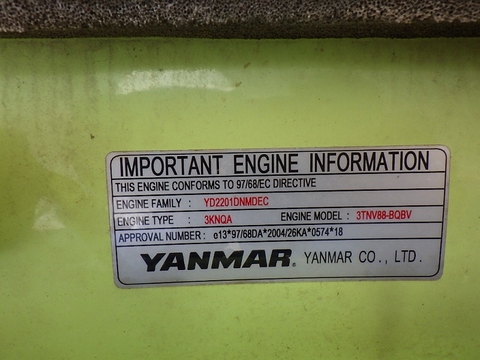 IMPORTANT ENGINE INFORMATION
THIS ENGINE CONFORMS TO 97/68/EC DIRECTIVE
ENGINE FAMILY : YD2201DNMDEC
ENGINE TYPE : 3KNQA ENGINE MODEL : 3TNV88-BQBV
APPROVAL NUMBER : e13*97/68DA*2004/26KA*0574*18
YANMAR® YANMAR CO., LTD.